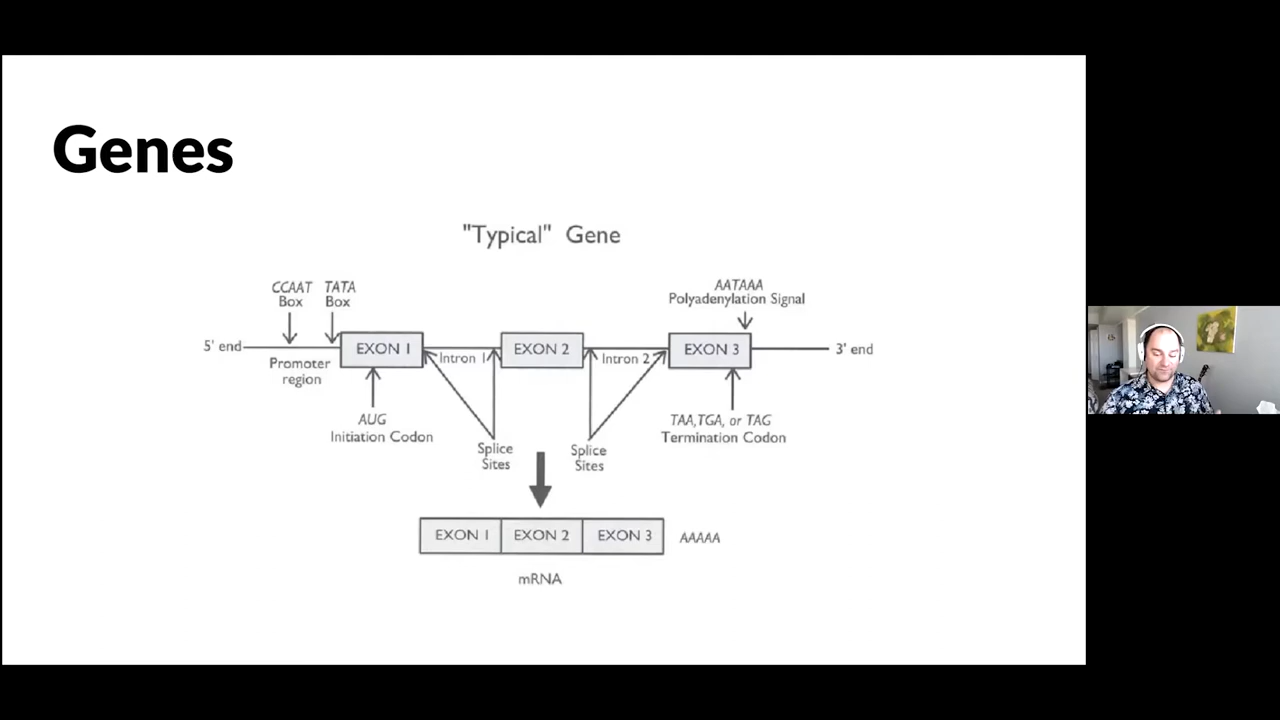 Genes
"Typical" Gene
CCAAT
Box
TATA
Box
AATAAA
Polyadenylation Signal
5' end
EXON 1
Intron 1
EXON 2
Intron 2
EXON 3
3' end
Promoter
region
AUG
Initiation Codon
Splice
Sites
Splice
Sites
TAA,TGA, or TAG
Termination Codon
EXON 1
EXON 2
EXON 3
AAAAA
mRNA